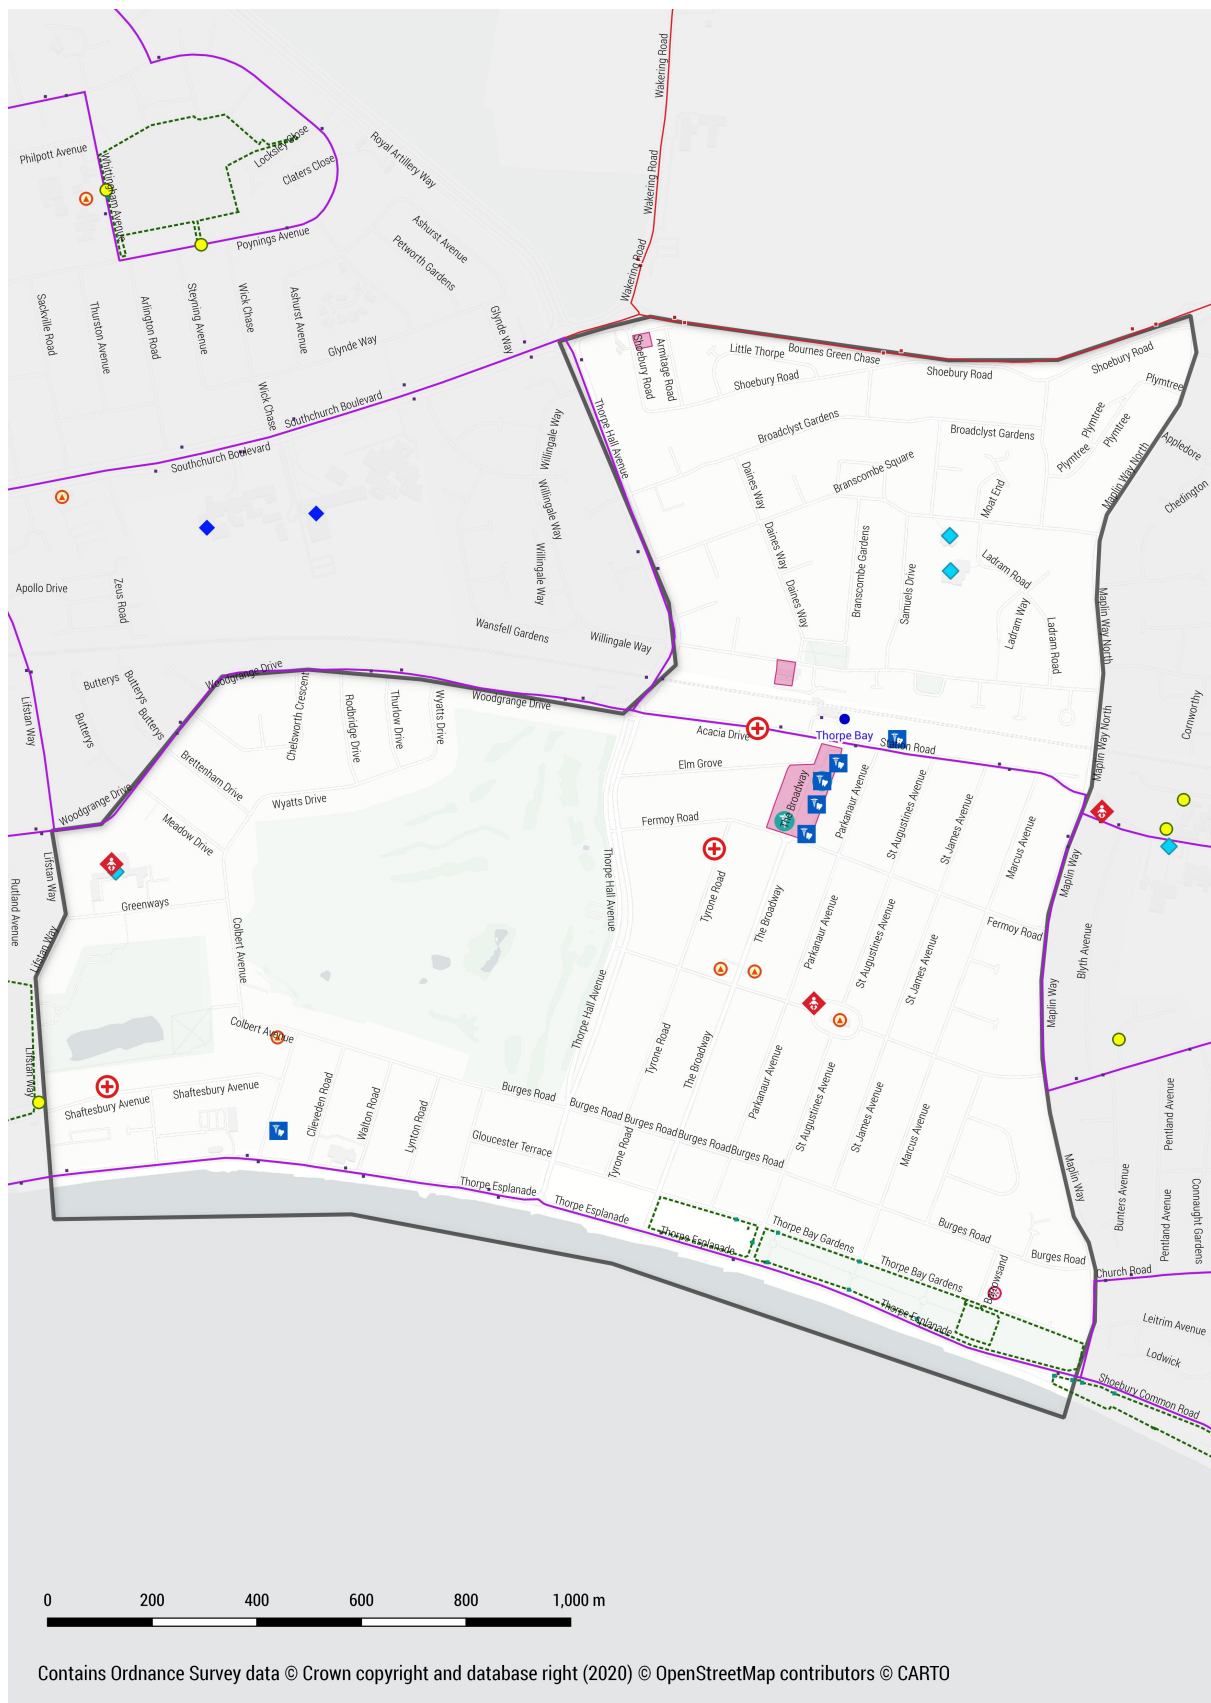 Wakering Road
Philpott Avenue
Whittingham Avenue
Locksley Close
Claters Close
Royal Artillery Way
Wakering Road
Poynings Avenue
Ashurst Avenue
Petworth Gardens
Wakering Road
Sackville Road
Thurston Avenue
Arlington Road
Steyning Avenue
Wick Chase
Ashurst Avenue
Glynde Way
Glynde Way
Shoebury Road
Armitage Road
Little Thorpe
Bournes Green Chase
Shoebury Road
Shoebury Road
Shoebury Road
Plymtree
Wick Chase
Southchurch Boulevard
Southchurch Boulevard
Willingale Way
Thorpe Hall Avenue
Broadclyst Gardens
Broadclyst Gardens
Plymtree
Plymtree
Plymtree
Appledore
Maplin Way North
Chedington
Willingale Way
Daines Way
Branscombe Square
Moat End
Willingale Way
Daines Way
Branscombe Gardens
Samuels Drive
Ladram Road
Apollo Drive
Zeus Road
Daines Way
Ladram Way
Ladram Road
Maplin Way North
Wansfell Gardens
Willingale Way
Woodgrange Drive
Woodgrange Drive
Butterys
Butterys
Butterys
Butterys
Lifstan Way
Chelsworth Crescent
Rodbridge Drive
Thurlow Drive
Wyatts Drive
Cornworthy
Acacia Drive
Thorpe Bay
Station Road
Maplin Way North
Elm Grove
Brettenham Drive
Wyatts Drive
Woodgrange Drive
Meadow Drive
The Broadway
Parkanaur Avenue
St Augustines Avenue
St James Avenue
Marcus Avenue
Fermoy Road
Lifstan Way
Rutland Avenue
Greenways
Colbert Avenue
Thorpe Hall Avenue
Tyrone Road
The Broadway
Parkanaur Avenue
St Augustines Avenue
St James Avenue
Fermoy Road
Maplin Way
Blyth Avenue
Lifstan Way
Thorpe Hall Avenue
Maplin Way
Colbert Avenue
Tyrone Road
The Broadway
Parkanaur Avenue
St Augustines Avenue
St James Avenue
Marcus Avenue
Lifstan Way
Shaftesbury Avenue
Shaftesbury Avenue
Clieveden Road
Walton Road
Lynton Road
Burges Road
Burges Road
Burges Road
Burges Road
Burges Road
Gloucester Terrace
Tyrone Road
Maplin Way
Pentland Avenue
Bunters Avenue
Pentland Avenue
Connaught Gardens
Thorpe Esplanade
Thorpe Esplanade
Thorpe Esplanade
Thorpe Bay Gardens
Thorpe Bay Gardens
Burges Road
Burges Road
Church Road
Barrowsand
Thorpe Esplanade
Leitrim Avenue
Lodwick
Shoebury Common Road
0 200 400 600 800 1,000 m
Contains Ordnance Survey data © Crown copyright and database right (2020) © OpenStreetMap contributors © CARTO